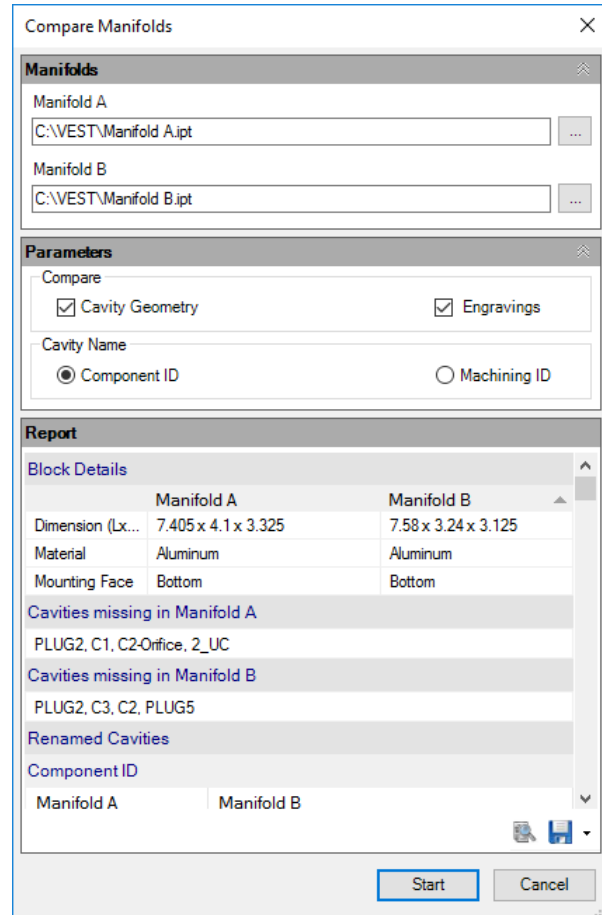 Compare Manifolds
Manifolds
Manifold A
C:\VEST\Manifold A.ipt
...
Manifold B
C:\VEST\Manifold B.ipt
...
Parameters
Compare
Cavity Geometry Engravings
Cavity Name
Component ID Machining ID
Report
Block Details
Manifold A Manifold B
Dimension (Lx... 7.405 x 4.1 x 3.325 7.58 x 3.24 x 3.125
Material Aluminum Aluminum
Mounting Face Bottom Bottom
Cavities missing in Manifold A
PLUG2, C1, C2-Orifice, 2_UC
Cavities missing in Manifold B
PLUG2, C3, C2, PLUG5
Renamed Cavities
Component ID
Manifold A Manifold B
Start Cancel